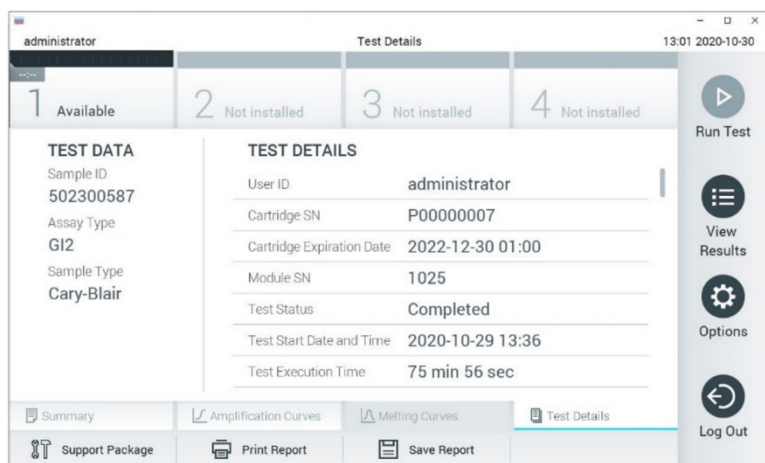 administrator Test Details 13:01 2020-10-30
--:--
1 Available 2 Not installed 3 Not installed 4 Not installed
Run Test
TEST DATA
Sample ID
502300587
Assay Type
GI2
Sample Type
Cary-Blair
TEST DETAILS
User ID administrator
Cartridge SN P00000007
Cartridge Expiration Date 2022-12-30 01:00
Module SN 1025
Test Status Completed
Test Start Date and Time 2020-10-29 13:36
Test Execution Time 75 min 56 sec
View
Results
Options
Log Out
Summary Amplification Curves Melting Curves Test Details
Support Package Print Report Save Report